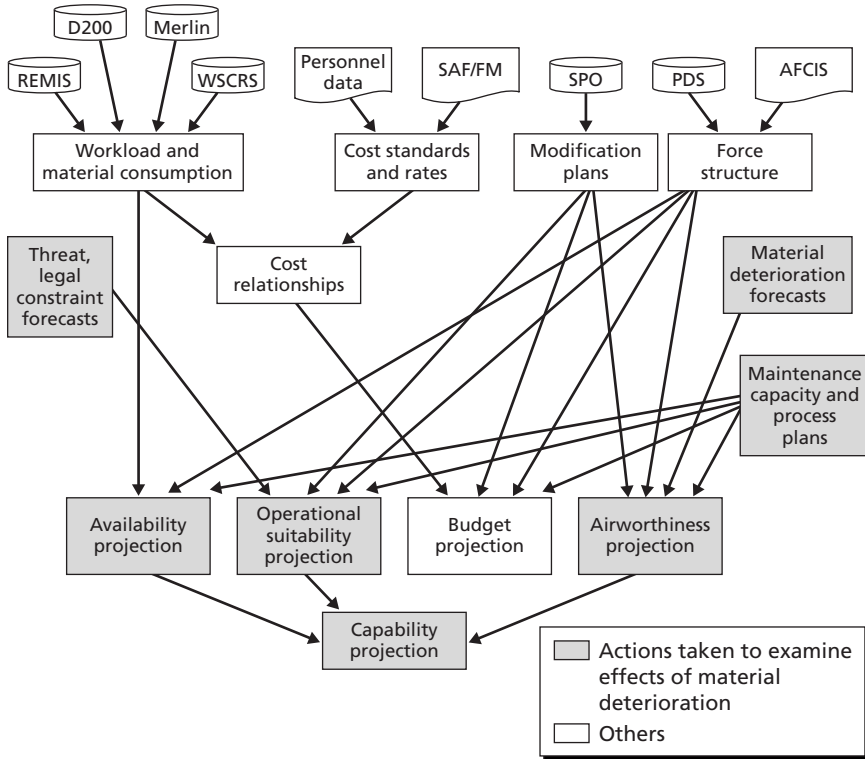 D200
Merlin
REMIS
WSCRS
Personnel
data
SAF/FM
SPO
PDS
AFCIS
Workload and
material consumption
Cost standards
and rates
Modification
plans
Force
structure
Threat,
legal
constraint
forecasts
Cost
relationships
Material
deterioration
forecasts
Maintenance
capacity and
process
plans
Availability
projection
Operational
suitability
projection
Budget
projection
Airworthiness
projection
Capability
projection
Actions taken to examine
effects of material
deterioration
Others